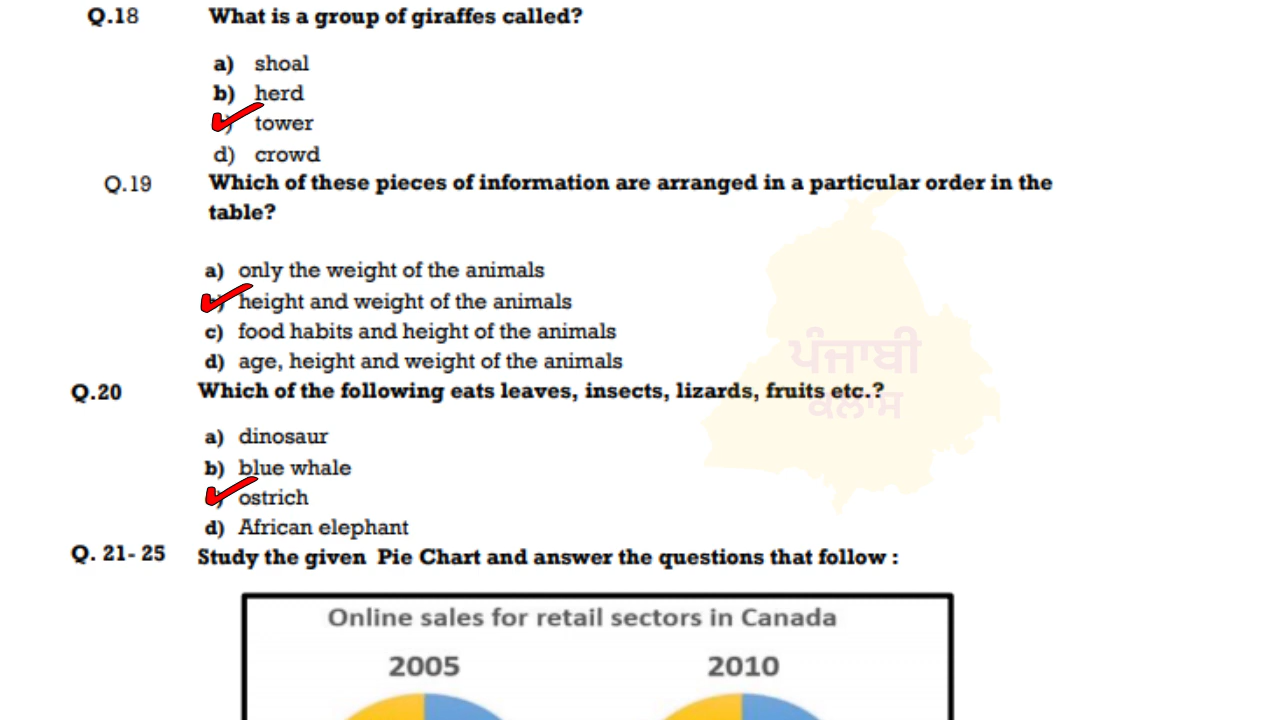 Q.18 What is a group of giraffes called?
a) shoal
b) herd
) tower
d) crowd
Q.19 Which of these pieces of information are arranged in a particular order in the
table?
a) only the weight of the animals
) height and weight of the animals
c) food habits and height of the animals
d) age, height and weight of the animals
Q.20 Which of the following eats leaves, insects, lizards, fruits etc.?
a) dinosaur
b) blue whale
) ostrich
d) African elephant
Q. 21- 25 Study the given Pie Chart and answer the questions that follow :
Online sales for retail sectors in Canada
2005 2010
ਪੰਜਾਬੀ
ਕਲਾਸ